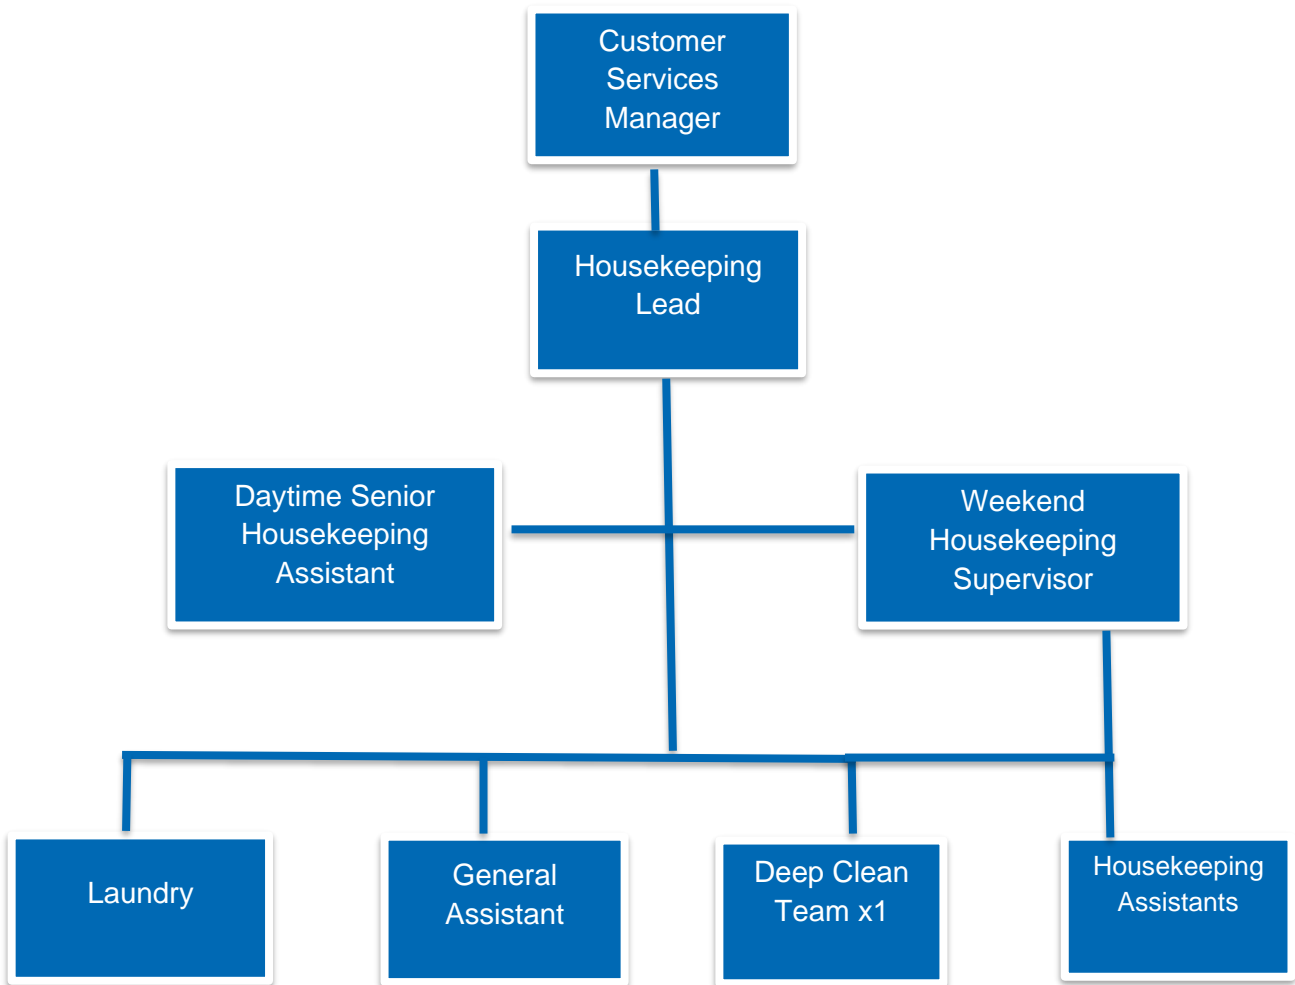 Customer
Services
Manager
Housekeeping
Lead
Daytime Senior
Housekeeping
Assistant
Weekend
Housekeeping
Supervisor
Laundry
General
Assistant
Deep Clean
Team x1
Housekeeping
Assistants